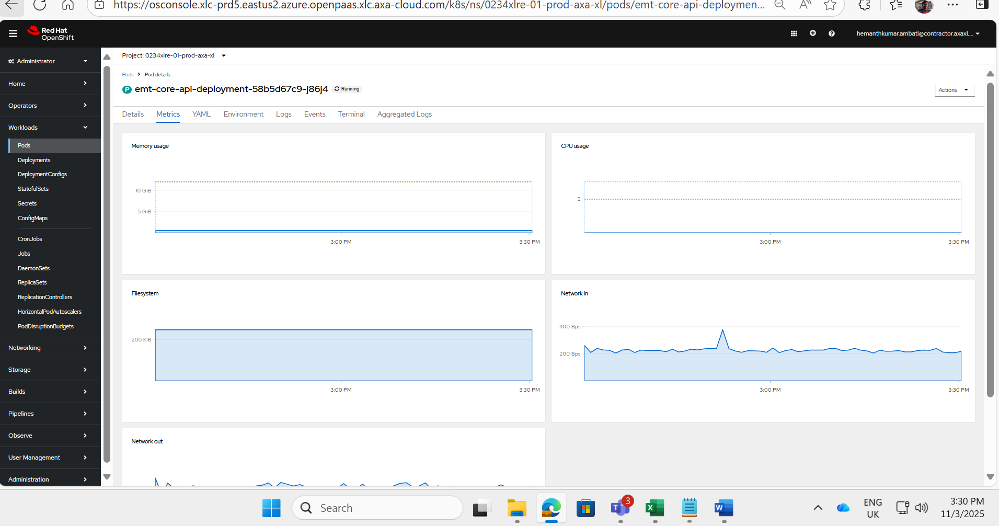 https://osconsole.xlc-prd5.eastus2.azure.openpaas.xlc.axa-cloud.com/k8s/ns/0234xlre-01-prod-axa-xl/pods/emt-core-api-deploymen...
Red Hat
OpenShift
hemanthkumar.ambati@contractor.axaxl....
Administrator
Home
Operators
Workloads
Pods
Deployments
DeploymentConfigs
StatefulSets
Secrets
ConfigMaps
CronJobs
Jobs
DaemonSets
ReplicaSets
ReplicationControllers
HorizontalPodAutoscalers
PodDisruptionBudgets
Networking
Storage
Builds
Pipelines
Observe
User Management
Administration
Project: 0234xlre-01-prod-axa-xl
Pods > Pod details
P emt-core-api-deployment-58b5d67c9-j86j4 Running
Actions
Details Metrics YAML Environment Logs Events Terminal Aggregated Logs
Memory usage
10 GiB
5 GiB
3:00 PM 3:30 PM
CPU usage
2
3:00 PM 3:30 PM
Filesystem
200 KiB
3:00 PM 3:30 PM
Network in
400 Bps
200 Bps
3:00 PM 3:30 PM
Network out
Search
3
ENG
UK
3:30 PM
11/3/2025